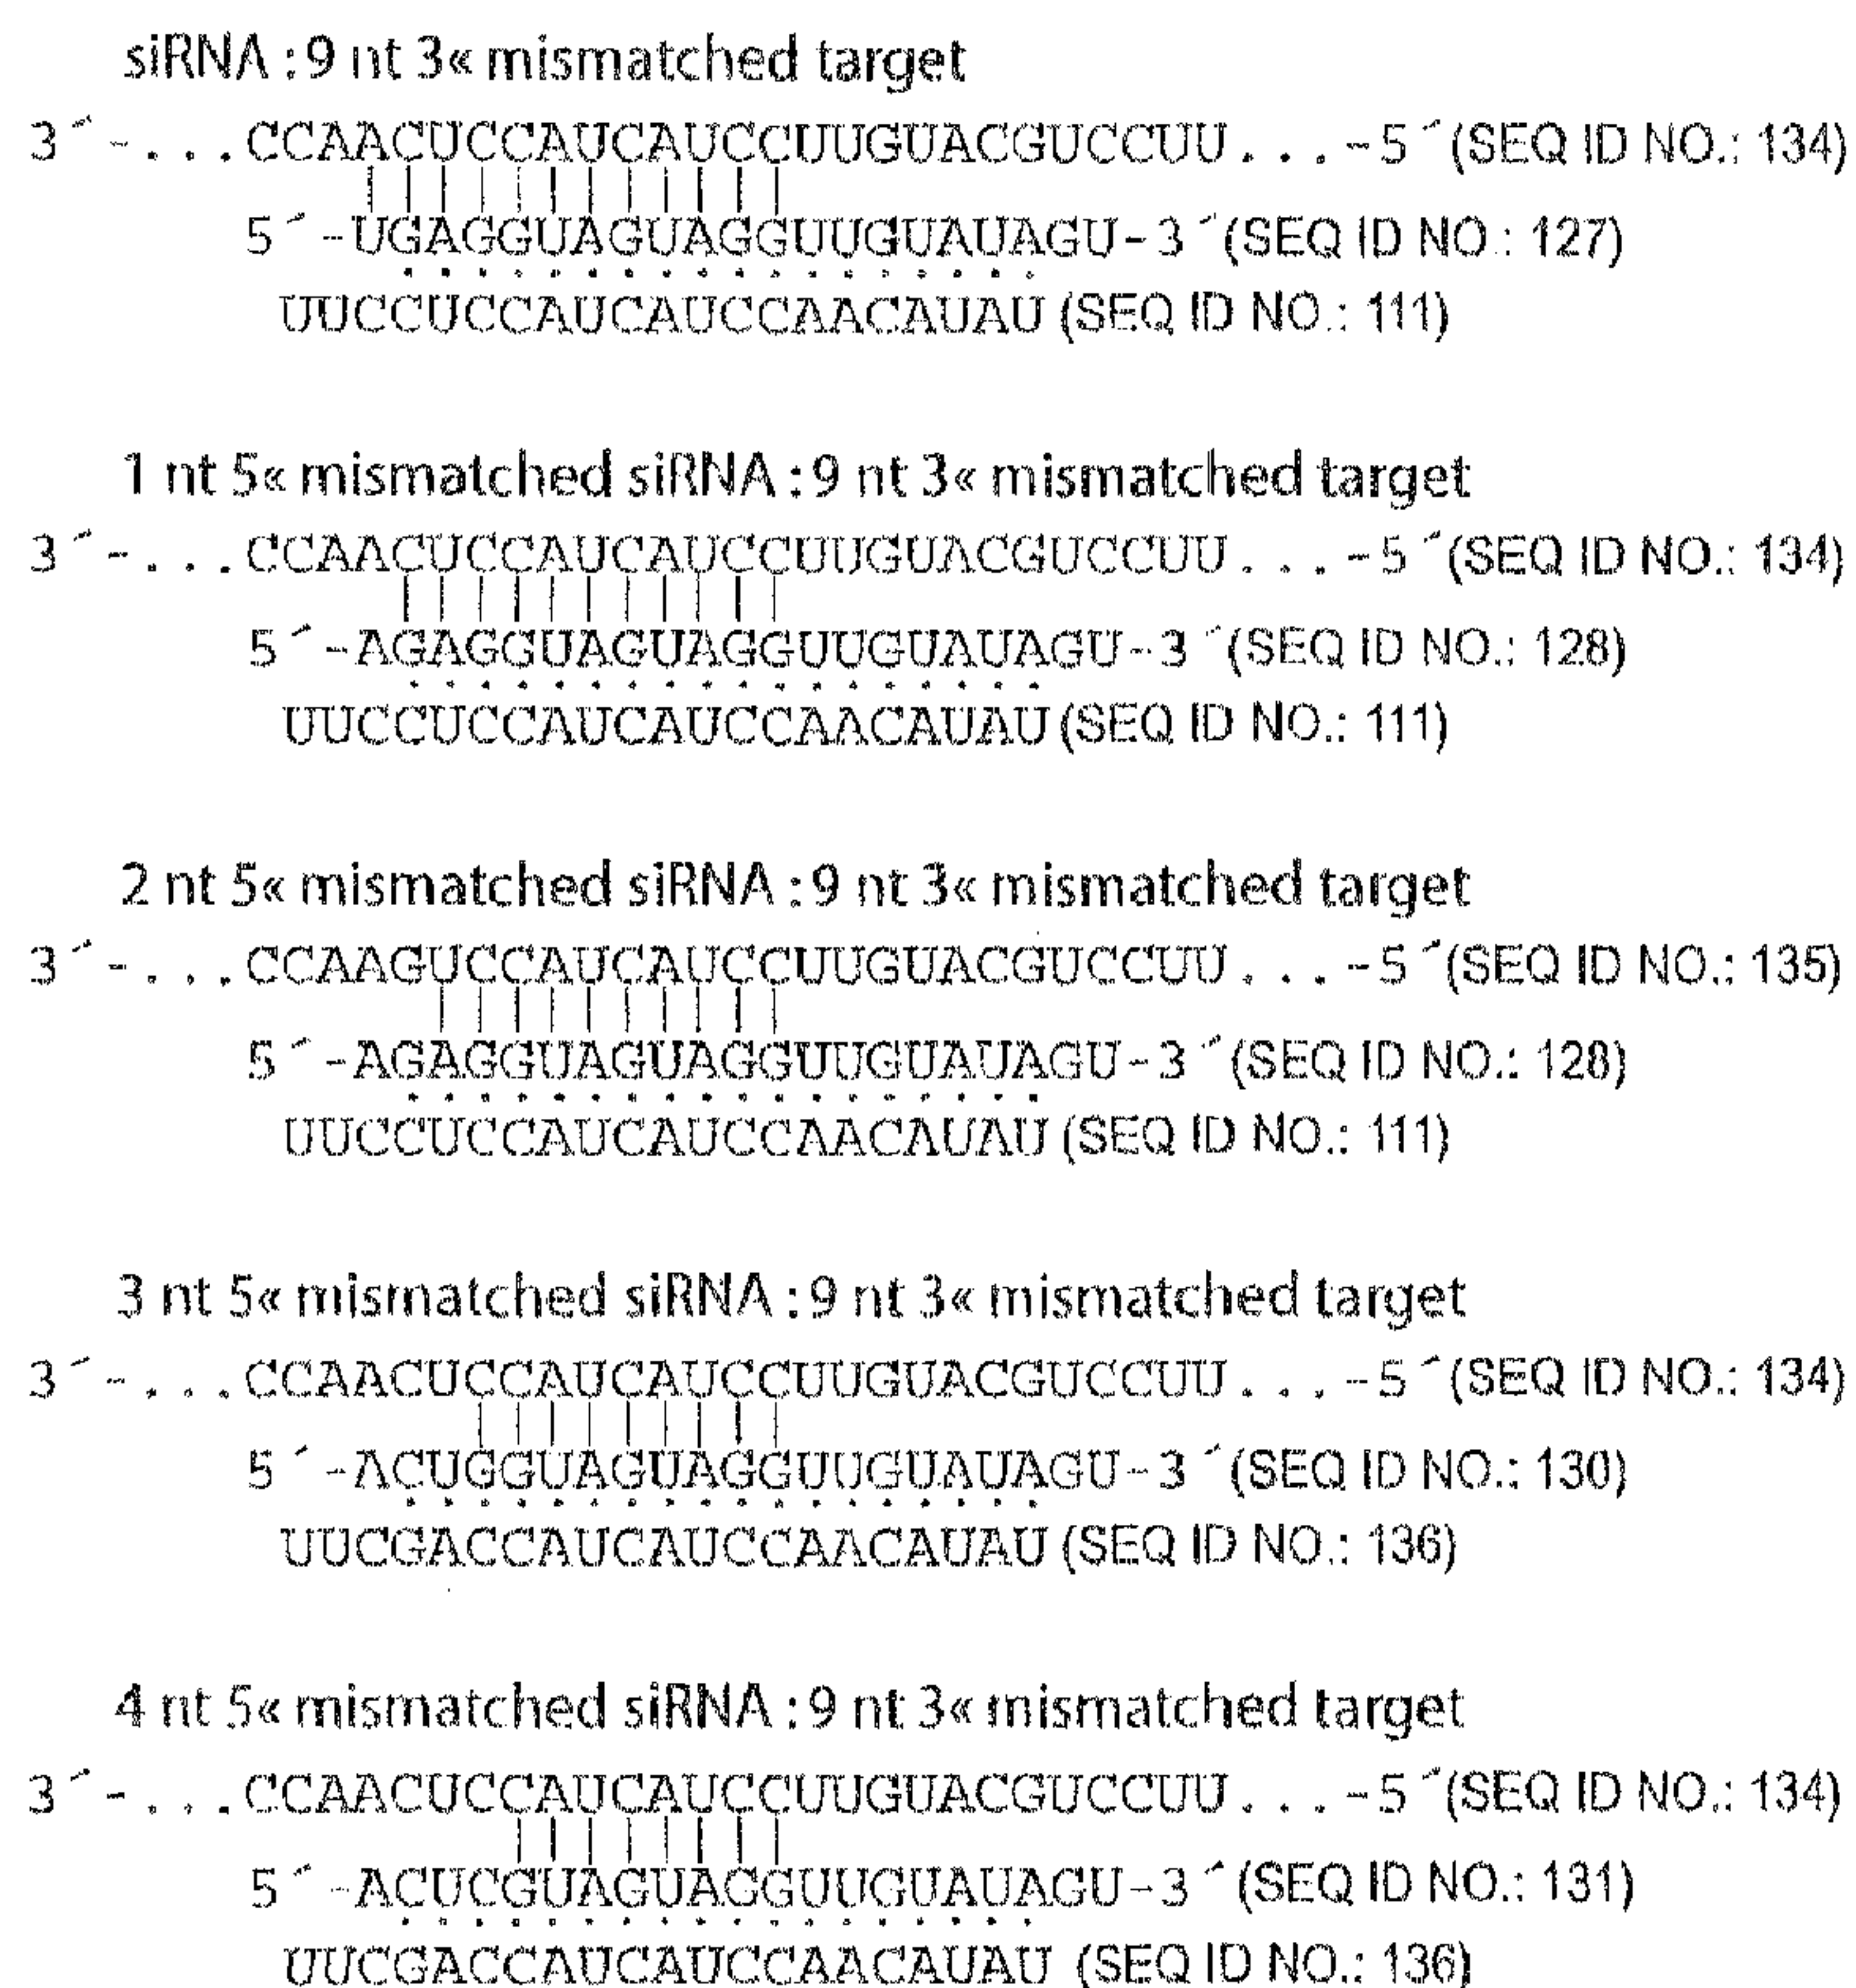 siRNA : 9 nt 3« mismatched target
3´-...CCAACUCCAUCAUCCUUGUACGUCCUU...-5´(SEQ ID NO.: 134)
5´-UGAGGUAGUAGGUUGUAUAGU-3´(SEQ ID NO.: 127)
UUCCUCCAUCAUCCAACAUAU (SEQ ID NO.: 111)
1 nt 5« mismatched siRNA : 9 nt 3« mismatched target
3´-...CCAACUCCAUCAUCCUUGUACGUCCUU...-5´(SEQ ID NO.: 134)
5´-AGAGGUAGUAGGUUGUAUAGU-3´(SEQ ID NO.: 128)
UUCCUCCAUCAUCCAACAUAU (SEQ ID NO.: 111)
2 nt 5« mismatched siRNA : 9 nt 3« mismatched target
3´-...CCAAGUCCAUCAUCCUUGUACGUCCUU...-5´(SEQ ID NO.: 135)
5´-AGAGGUAGUAGGUUGUAUAGU-3´(SEQ ID NO.: 128)
UUCCUCCAUCAUCCAACAUAU (SEQ ID NO.: 111)
3 nt 5« mismatched siRNA : 9 nt 3« mismatched target
3´-...CCAACUCCAUCAUCCUUGUACGUCCUU...-5´(SEQ ID NO.: 134)
5´-ACUGGUAGUAGGUUGUAUAGU-3´(SEQ ID NO.: 130)
UUCGACCAUCAUCCAACAUAU (SEQ ID NO.: 136)
4 nt 5« mismatched siRNA : 9 nt 3« mismatched target
3´-...CCAACUCCAUCAUCCUUGUACGUCCUU...-5´(SEQ ID NO.: 134)
5´-ACUCGUAGUAGGUUGUAUAGU-3´(SEQ ID NO.: 131)
UUCGACCAUCAUCCAACAUAU (SEQ ID NO.: 136)